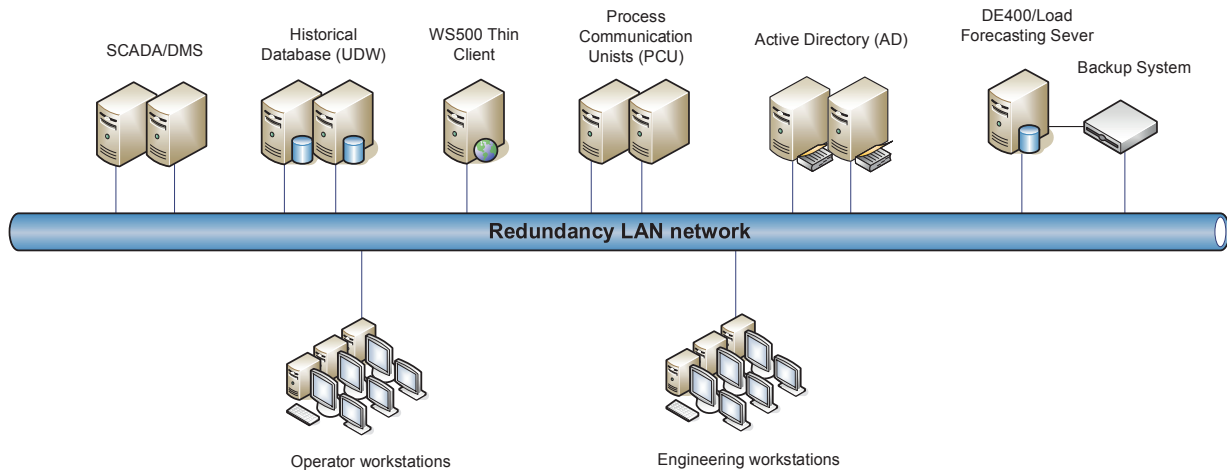 SCADA/DMS
Historical
Database (UDW)
WS500 Thin
Client
Process
Communication
Unists (PCU)
Active Directory (AD)
DE400/Load
Forecasting Sever
Backup System
Redundancy LAN network
Operator workstations
Engineering workstations